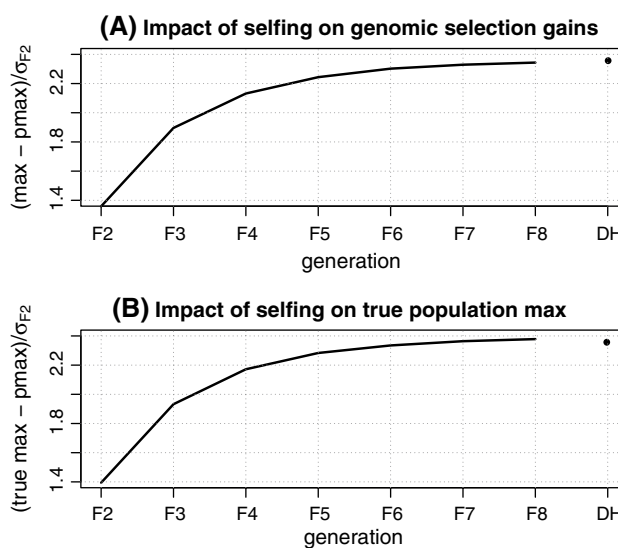 (A) Impact of selfing on genomic selection gains
(max − pmax)/σF2
2.2
1.8
1.4
F2 F3 F4 F5 F6 F7 F8 DH
generation
(B) Impact of selfing on true population max
(true max − pmax)/σF2
2.2
1.8
1.4
F2 F3 F4 F5 F6 F7 F8 DH
generation